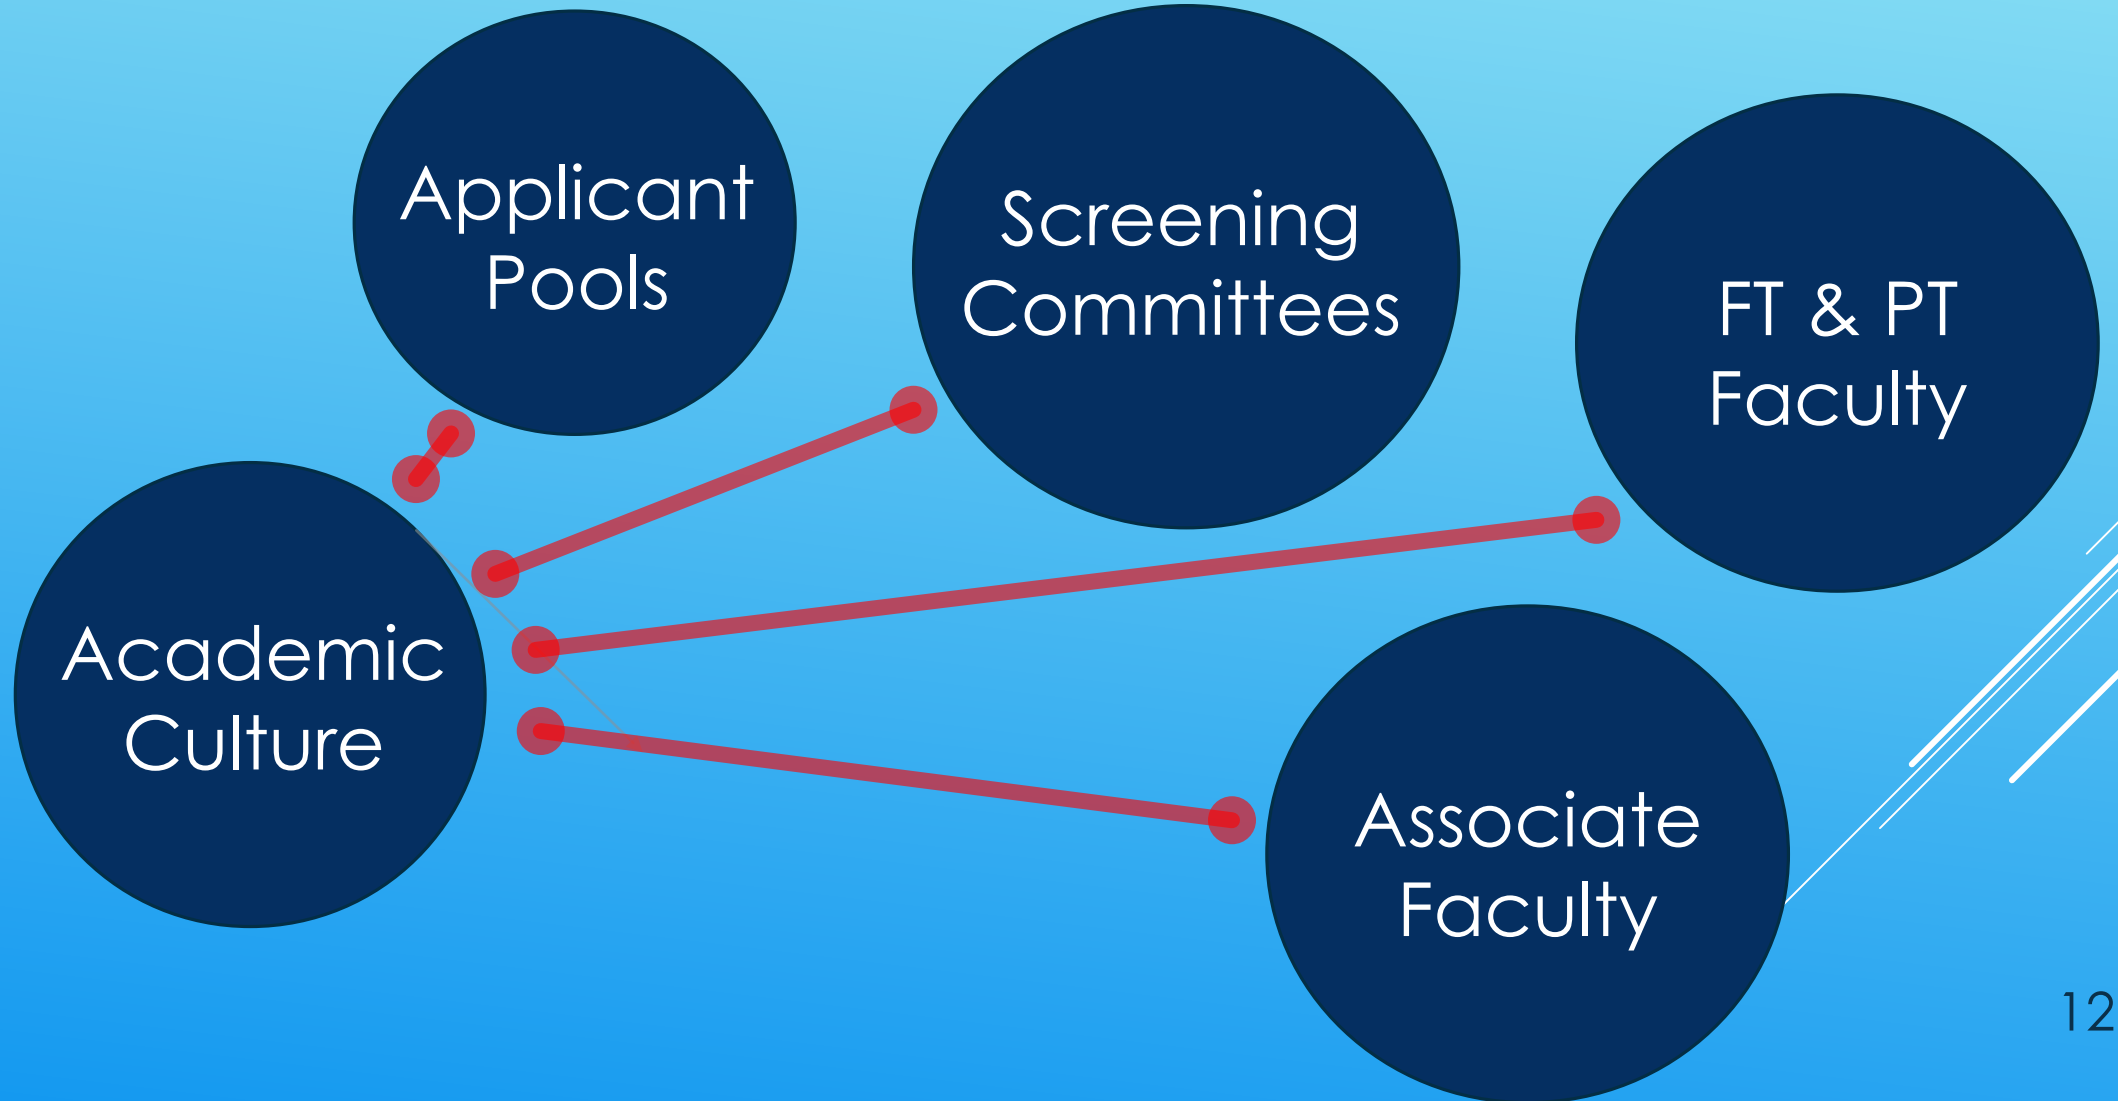 Applicant
Pools
Screening
Committees
FT & PT
Faculty
Academic
Culture
Associate
Faculty
12